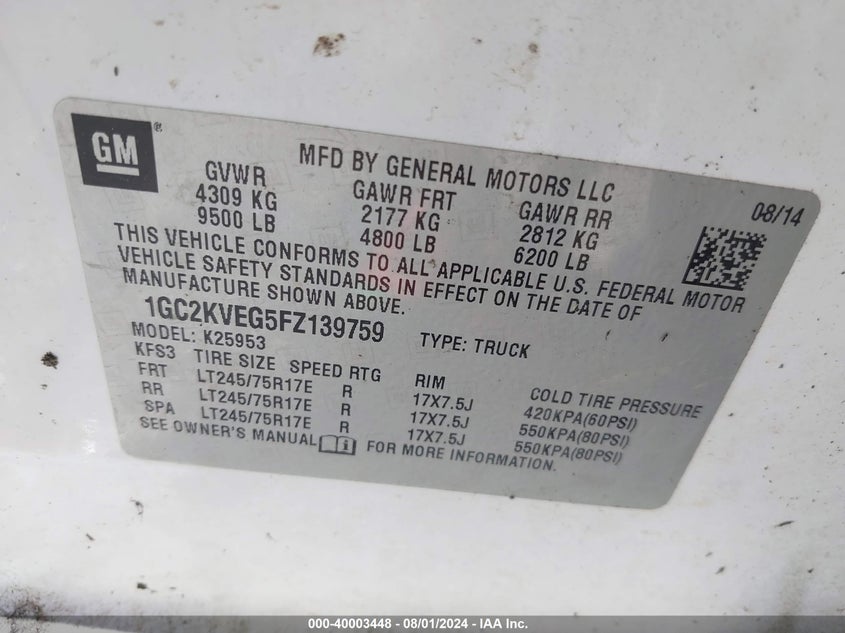 GM ®
MFD BY GENERAL MOTORS LLC
08/14
GVWR GAWR FRT GAWR RR
4309 KG 2177 KG 2812 KG
9500 LB 4800 LB 6200 LB
THIS VEHICLE CONFORMS TO ALL APPLICABLE U.S. FEDERAL MOTOR
VEHICLE SAFETY STANDARDS IN EFFECT ON THE DATE OF
MANUFACTURE SHOWN ABOVE.
1GC2KVEG5FZ139759
MODEL: K25953 TYPE: TRUCK
KFS3 TIRE SIZE SPEED RTG RIM COLD TIRE PRESSURE
FRT LT245/75R17E R 17X7.5J 420KPA(60PSI)
RR LT245/75R17E R 17X7.5J 550KPA(80PSI)
SPA LT245/75R17E R 17X7.5J 550KPA(80PSI)
SEE OWNER'S MANUAL FOR MORE INFORMATION.
000-40003448 - 08/01/2024 - IAA Inc.